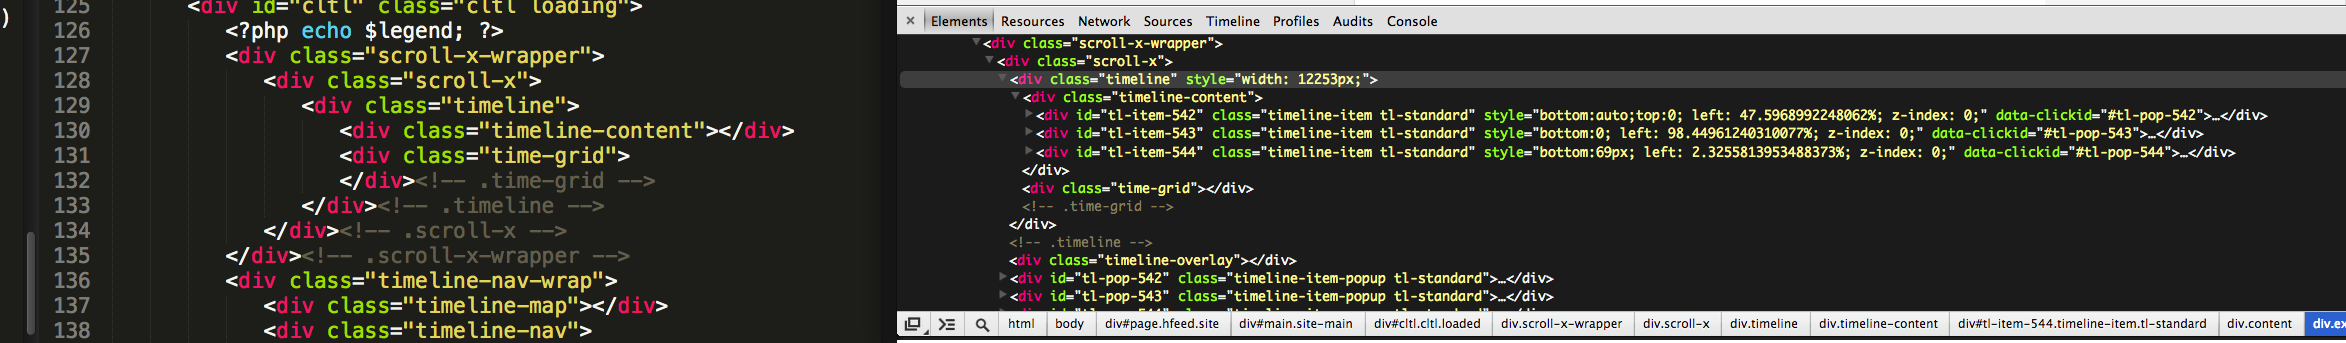 )
125 <div id="cltl" class="cltl loading">
126 <?php echo $legend; ?>
127 <div class="scroll-x-wrapper">
128 <div class="scroll-x">
129 <div class="timeline">
130 <div class="timeline-content"></div>
131 <div class="time-grid">
132 </div><!-- .time-grid -->
133 </div><!-- .timeline -->
134 </div><!-- .scroll-x -->
135 </div><!-- .scroll-x-wrapper -->
136 <div class="timeline-nav-wrap">
137 <div class="timeline-map"></div>
138 <div class="timeline-nav">
× Elements Resources Network Sources Timeline Profiles Audits Console
▼<div class="scroll-x-wrapper">
▼<div class="scroll-x">
▼<div class="timeline" style="width: 12253px;">
▼<div class="timeline-content">
▶<div id="tl-item-542" class="timeline-item tl-standard" style="bottom:auto;top:0; left: 47.5968992248062%; z-index: 0;" data-clickid="#tl-pop-542">…</div>
▶<div id="tl-item-543" class="timeline-item tl-standard" style="bottom:0; left: 98.44961240310077%; z-index: 0;" data-clickid="#tl-pop-543">…</div>
▶<div id="tl-item-544" class="timeline-item tl-standard" style="bottom:69px; left: 2.3255813953488373%; z-index: 0;" data-clickid="#tl-pop-544">…</div>
</div>
<div class="time-grid"></div>
<!-- .time-grid -->
</div>
<!-- .timeline -->
<div class="timeline-overlay"></div>
▶<div id="tl-pop-542" class="timeline-item-popup tl-standard">…</div>
▶<div id="tl-pop-543" class="timeline-item-popup tl-standard">…</div>
html body div#page.hfeed.site div#main.site-main div#cltl.cltl.loaded div.scroll-x-wrapper div.scroll-x div.timeline div.timeline-content div#tl-item-544.timeline-item.tl-standard div.content div.ex